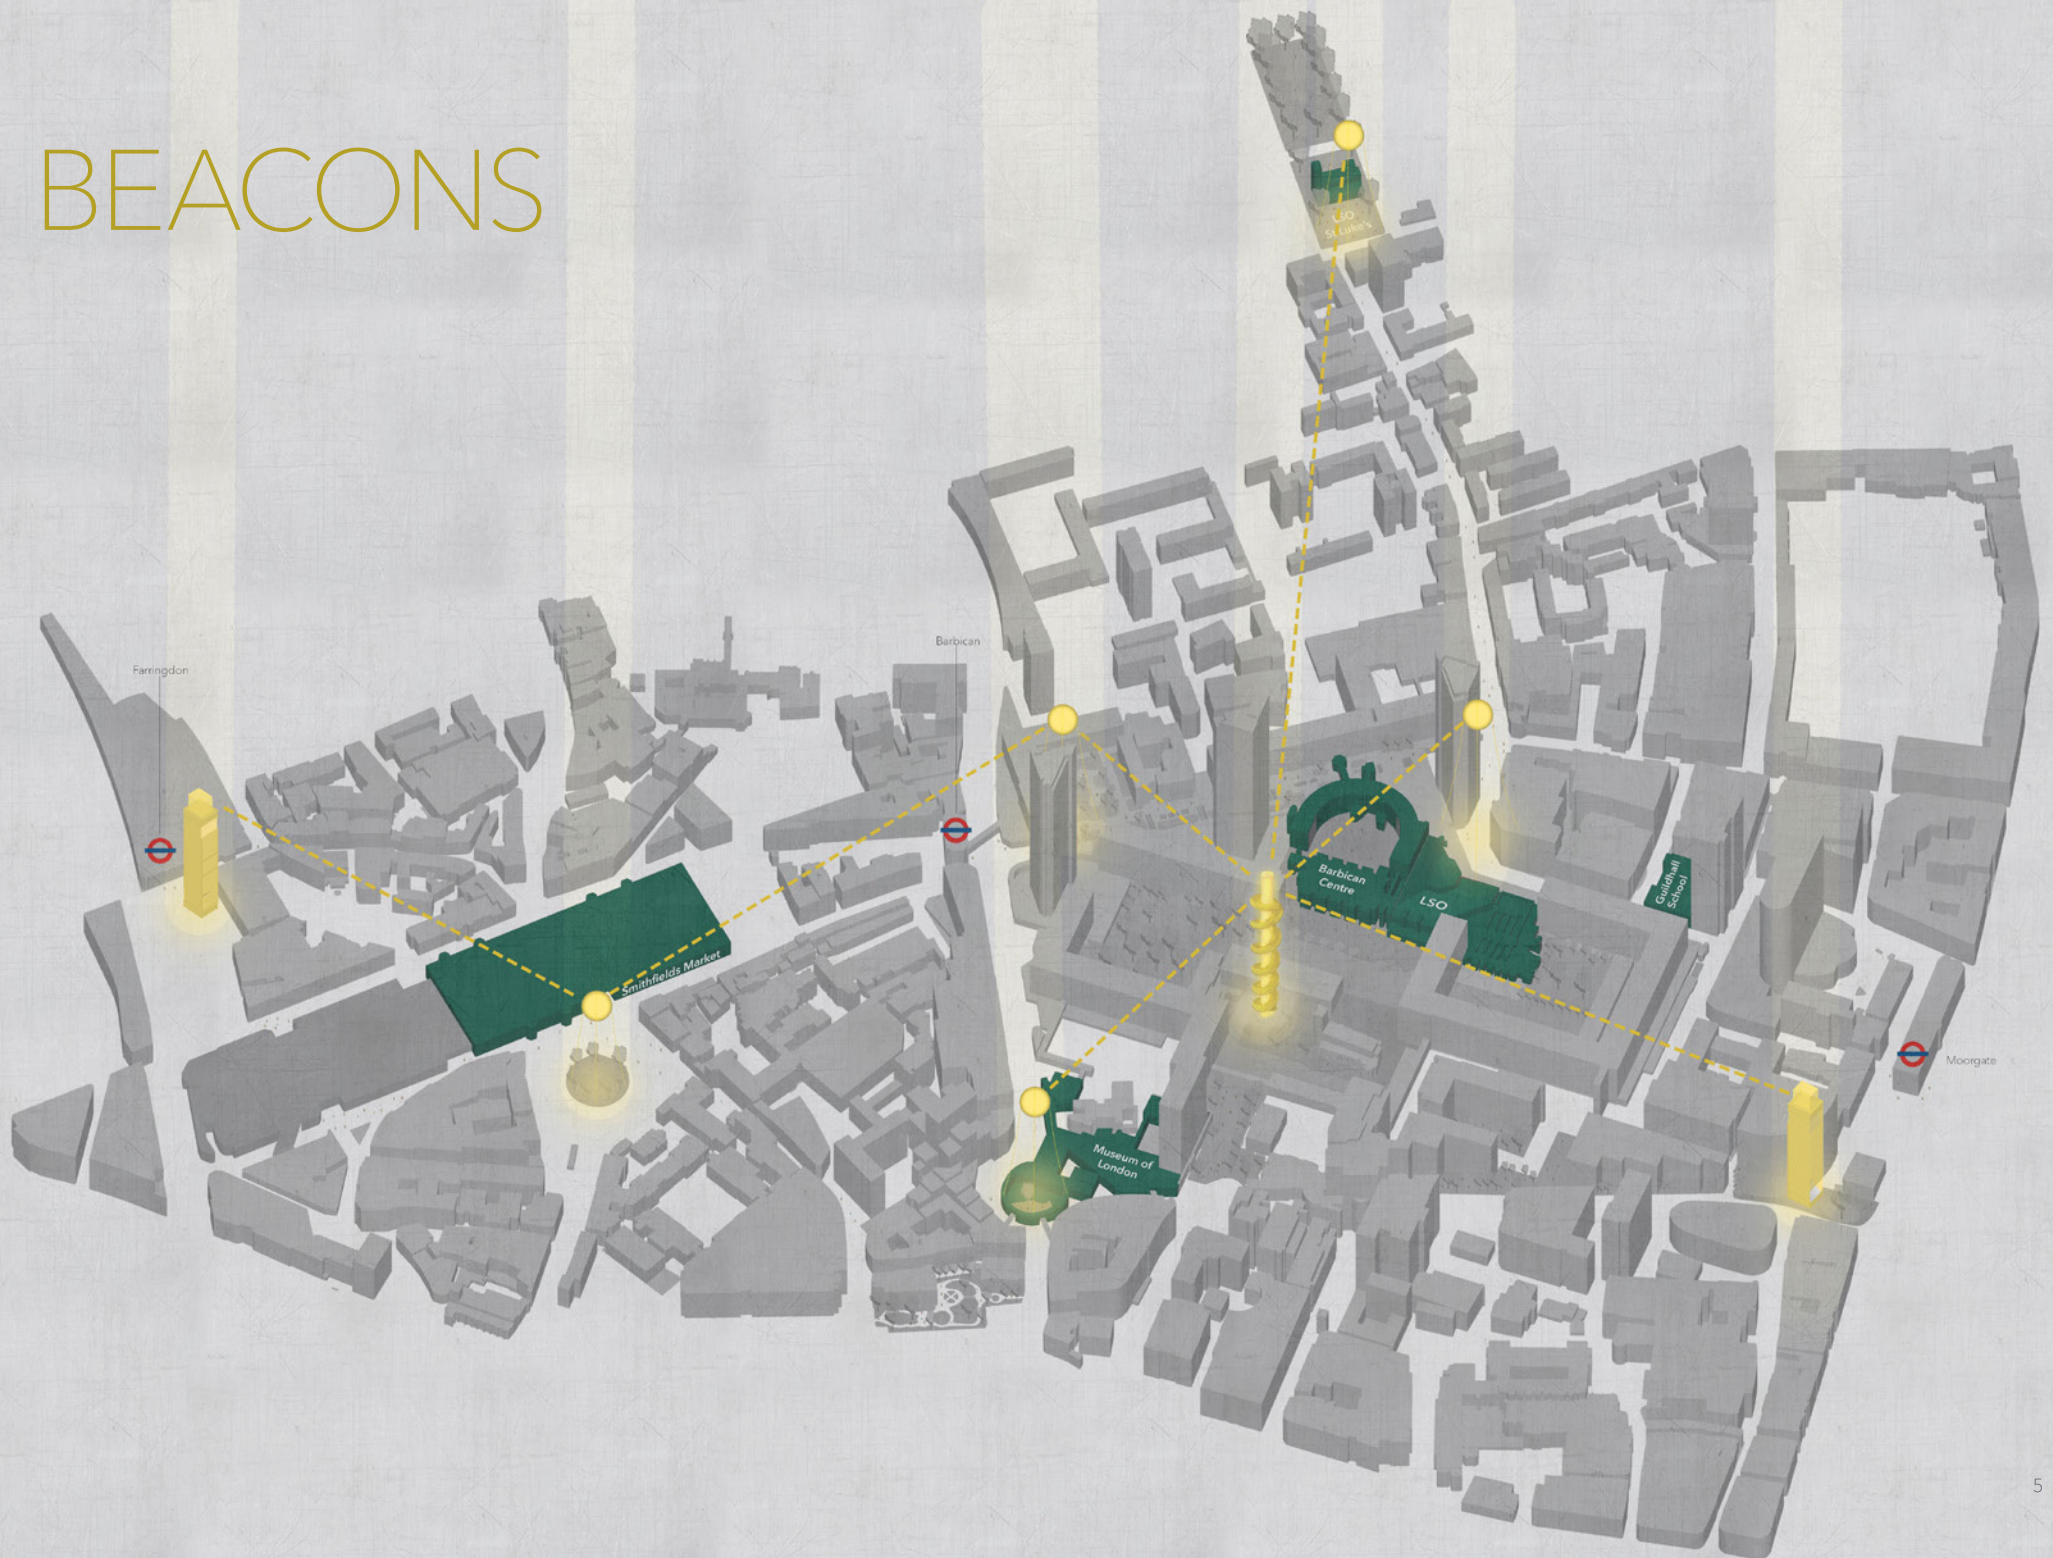 BEACONS
LSO
St Luke's
Farringdon
Barbican
Smithfields Market
Barbican
Centre
LSO
Guildhall
School
Moorgate
Museum of
London
5